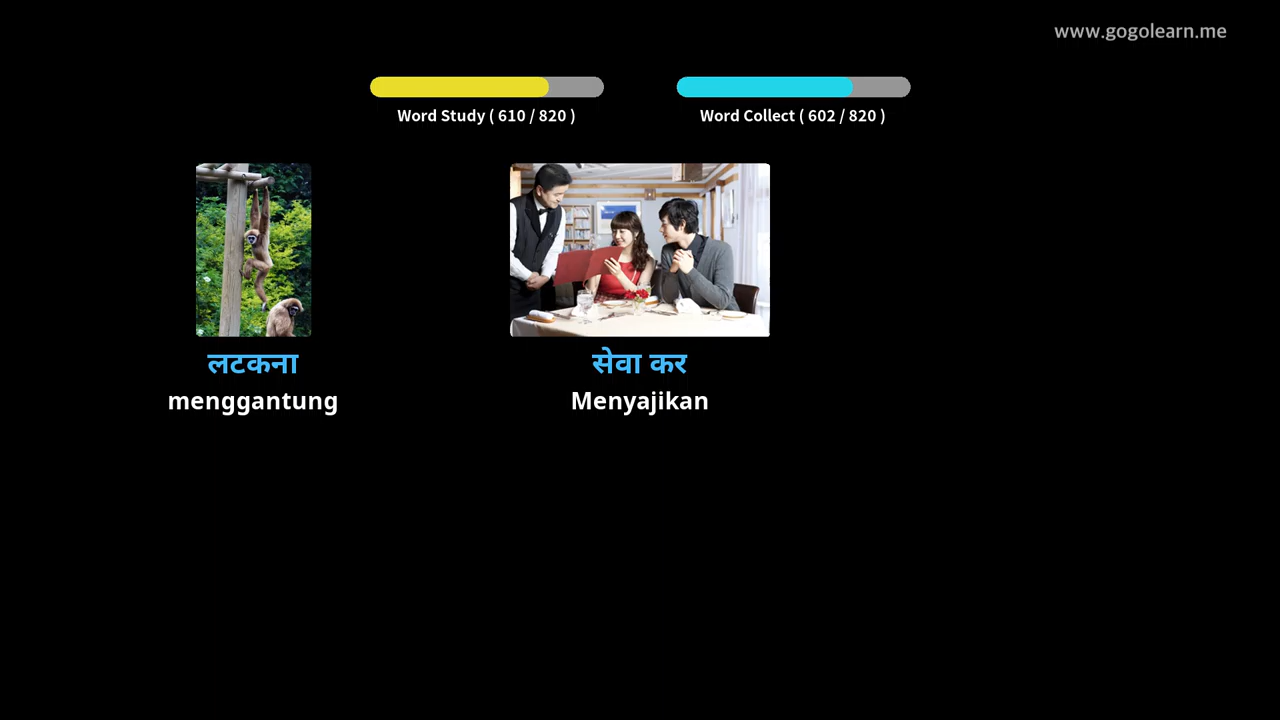 www.gogolearn.me
Word Study ( 610 / 820 )
Word Collect ( 602 / 820 )
लटकना
menggantung
सेवा कर
Menyajikan